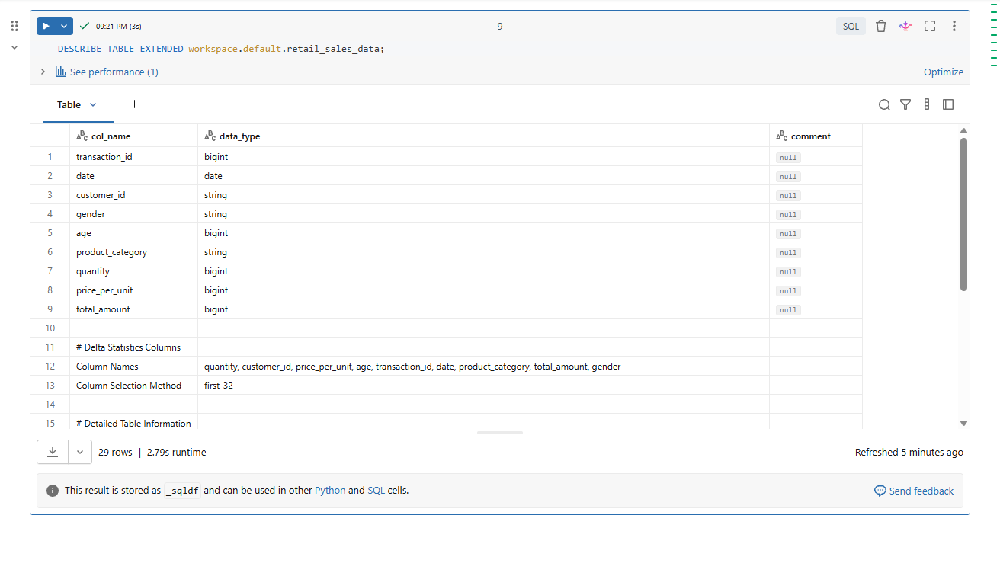 09:21 PM (3s)
9
SQL
DESCRIBE TABLE EXTENDED workspace.default.retail_sales_data;
See performance (1)
Optimize
Table
+
col_name data_type comment
1 transaction_id bigint null
2 date date null
3 customer_id string null
4 gender string null
5 age bigint null
6 product_category string null
7 quantity bigint null
8 price_per_unit bigint null
9 total_amount bigint null
10
11 # Delta Statistics Columns
12 Column Names quantity, customer_id, price_per_unit, age, transaction_id, date, product_category, total_amount, gender
13 Column Selection Method first-32
14
15 # Detailed Table Information
29 rows | 2.79s runtime
Refreshed 5 minutes ago
This result is stored as _sqldf and can be used in other Python and SQL cells.
Send feedback